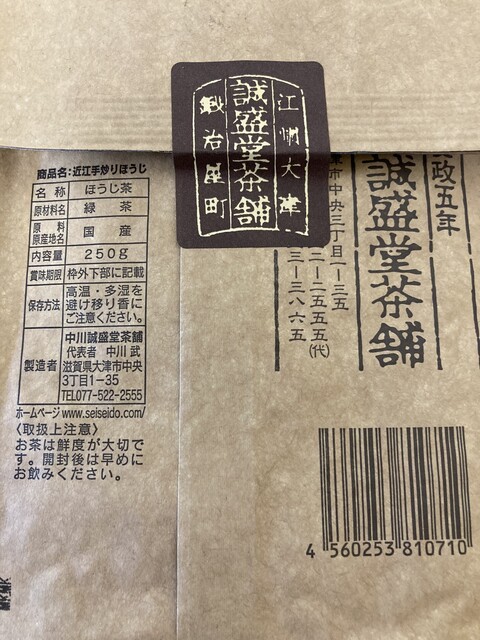 江州大津
誠盛堂茶舗
鍛治屋町
商品名:近江手炒りほうじ
名称 ほうじ茶
原材料名 緑茶
原料原産地名 国産
内容量 250g
賞味期限 枠外下部に記載
保存方法 高温・多湿を
避け移り香に
ご注意ください。
製造者 中川誠盛堂茶舗
代表者 中川 武
滋賀県大津市中央
3丁目1-35
TEL077-522-2555
ホームページ www.seiseido.com/
〈取扱上注意〉
お茶は鮮度が大切で
す。開封後は早めに
お飲みください。
政五年
誠盛堂茶舗
津市中央三丁目一ー三五
二ー二五五五(代)
三ー三八六五
4 560253 810710